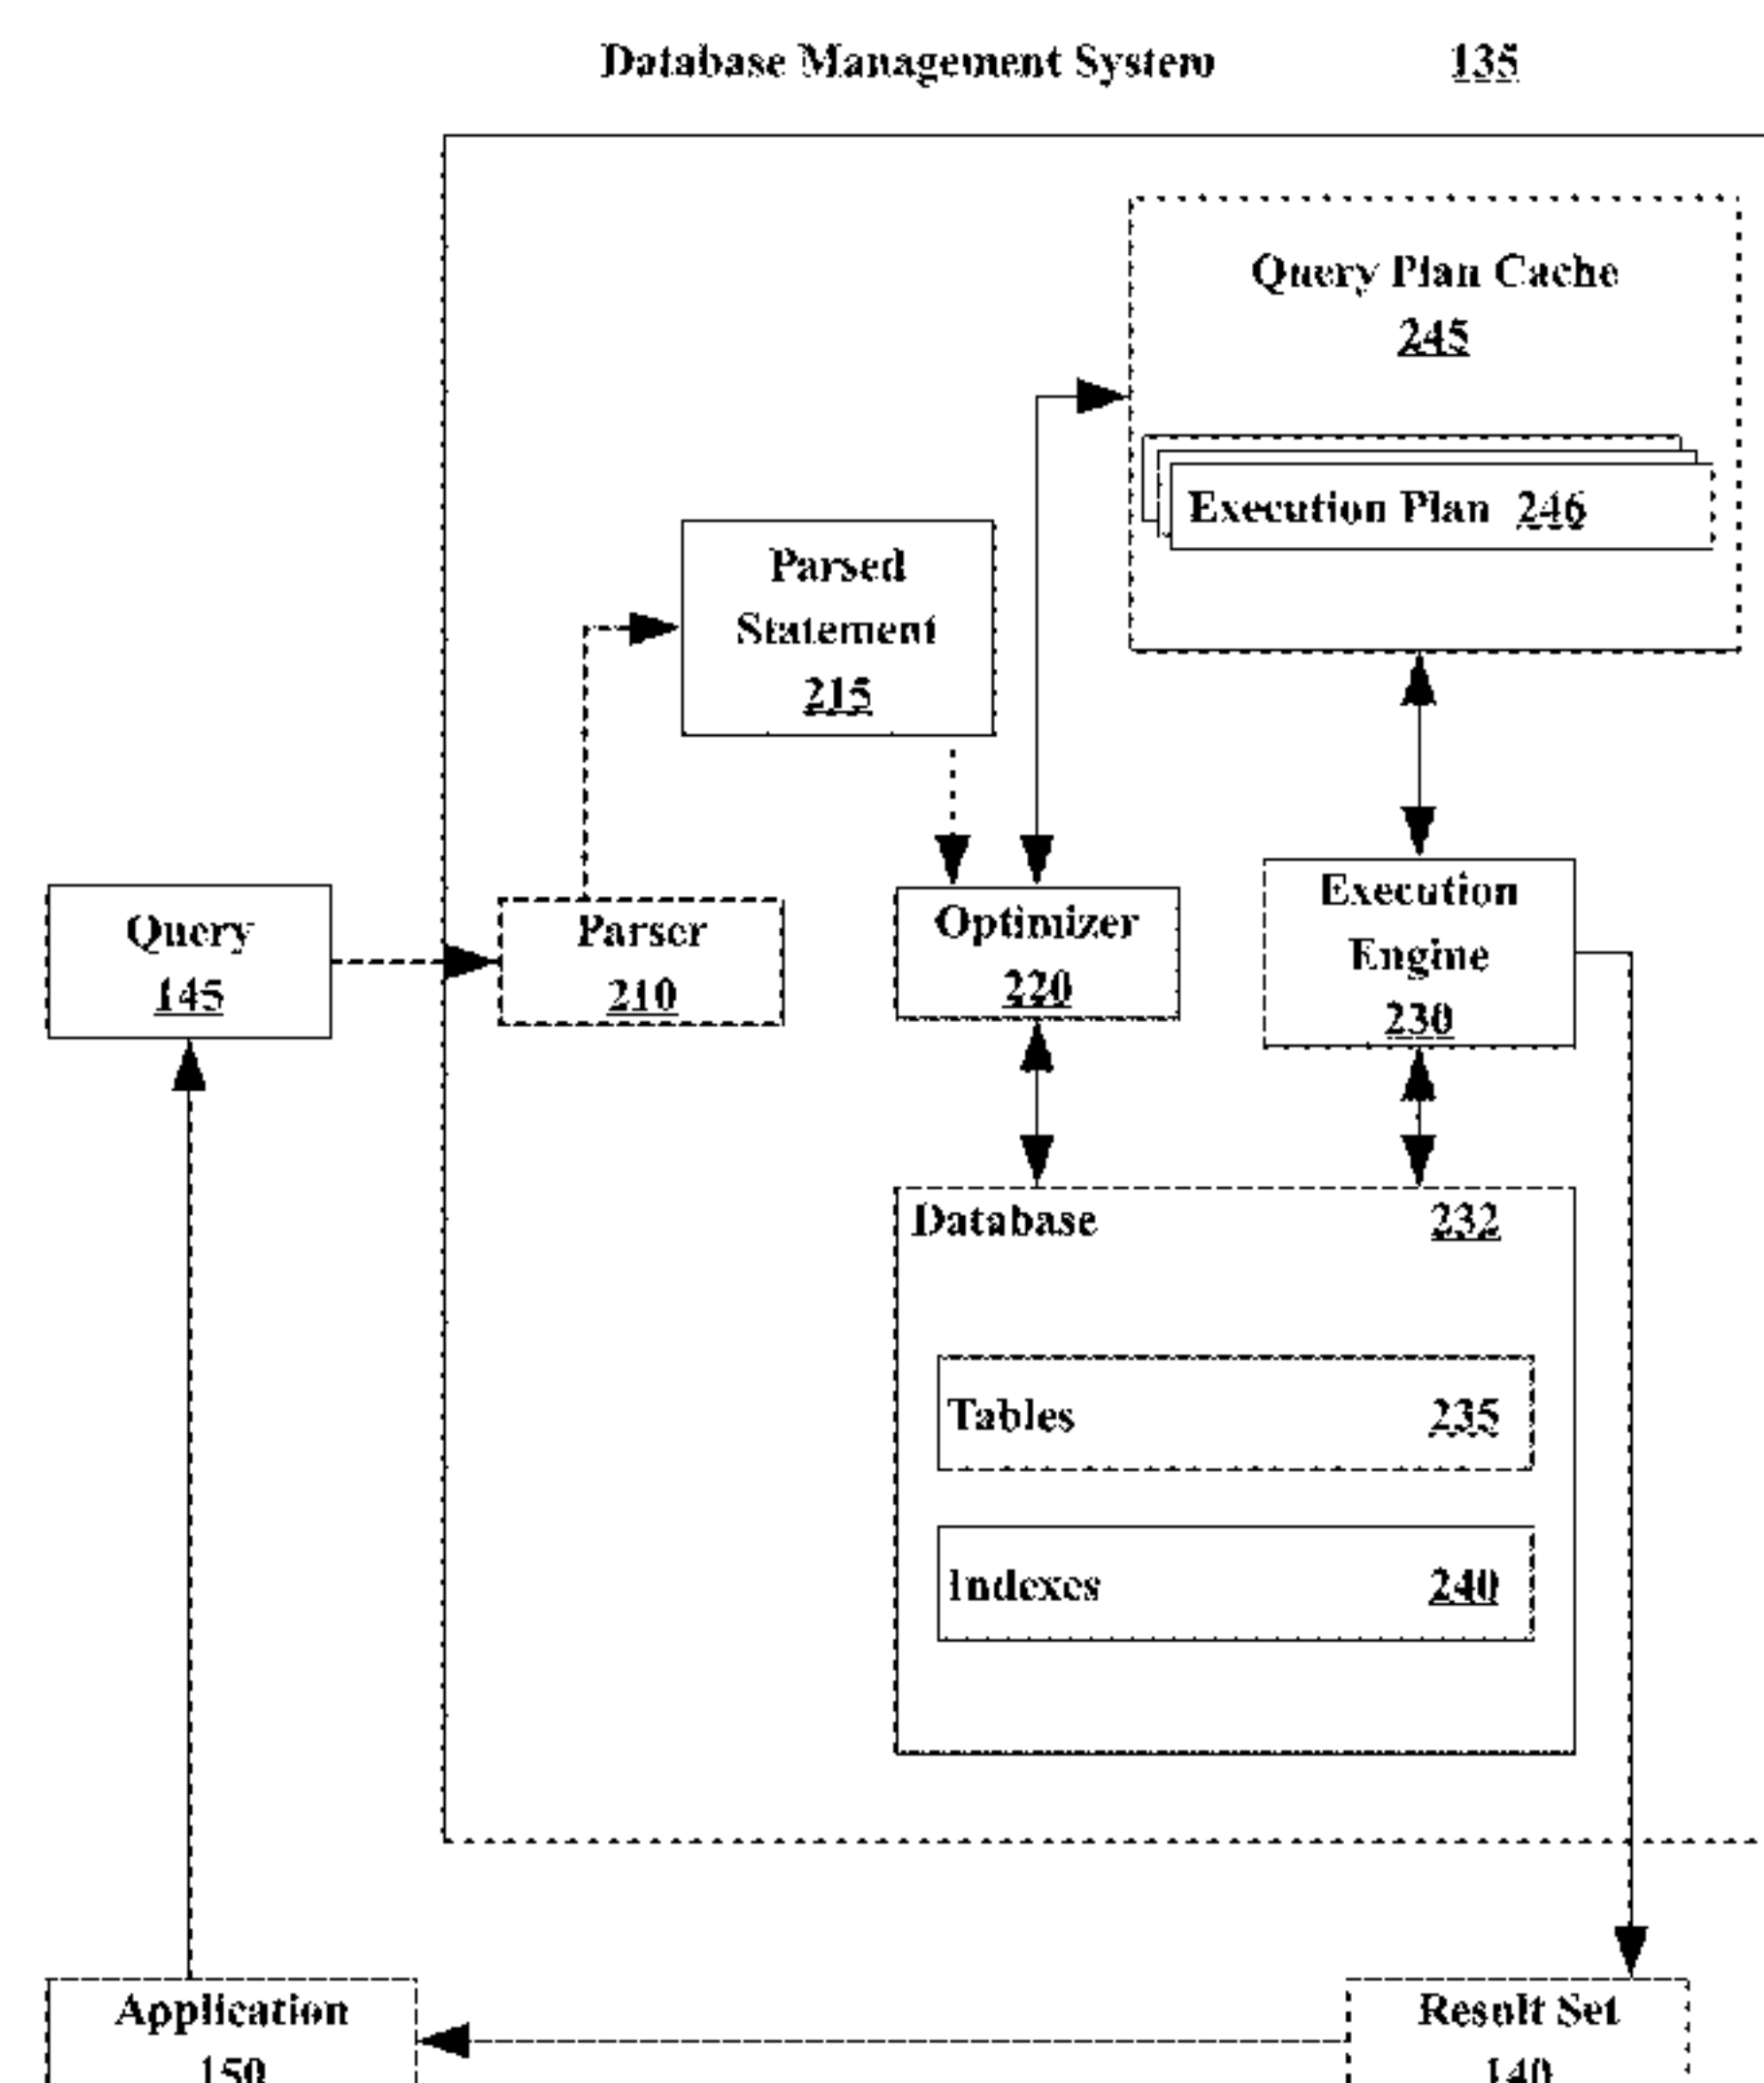 Database Management System 135
Query Plan Cache
245
Execution Plan 246
Parsed
Statement
215
Query
145
Parser
210
Optimizer
220
Execution
Engine
230
Database 232
Tables 235
Indexes 240
Application
150
Result Set
140